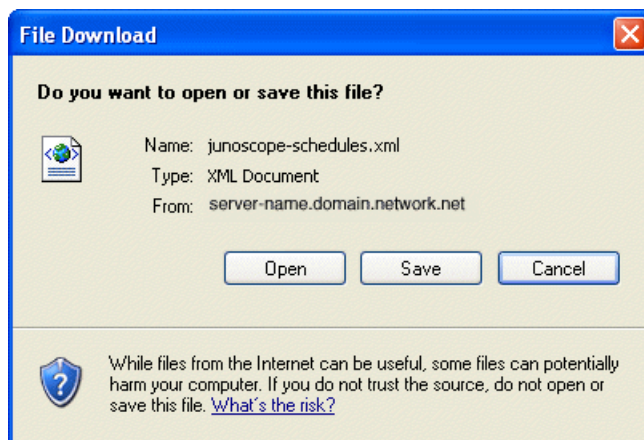 File Download
Do you want to open or save this file?
Name: junoscope-schedules.xml
Type: XML Document
From: server-name.domain.network.net
Open Save Cancel
While files from the Internet can be useful, some files can potentially
harm your computer. If you do not trust the source, do not open or
save this file. What's the risk?